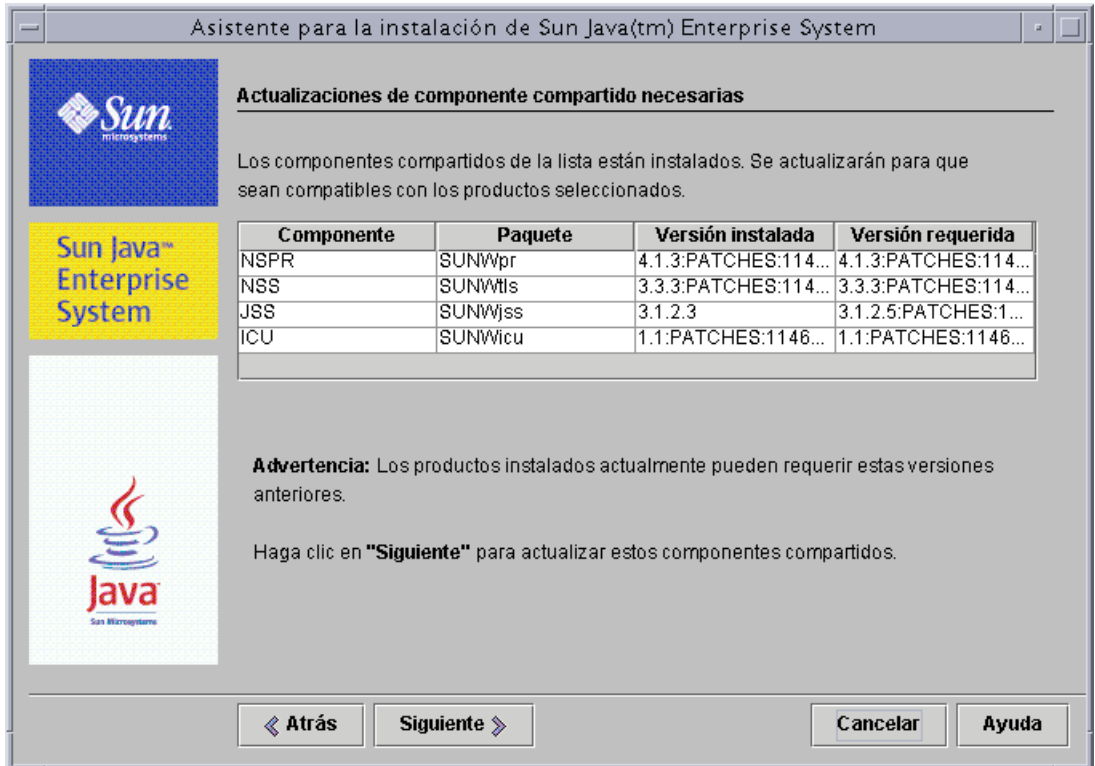 Asistente para la instalación de Sun Java(tm) Enterprise System
Sun
microsystems
Actualizaciones de componente compartido necesarias
Los componentes compartidos de la lista están instalados. Se actualizarán para que
sean compatibles con los productos seleccionados.
Sun Java™
Enterprise
System
Componente Paquete Versión instalada Versión requerida
NSPR SUNWpr 4.1.3:PATCHES:114... 4.1.3:PATCHES:114...
NSS SUNWtls 3.3.3:PATCHES:114... 3.3.3:PATCHES:114...
JSS SUNWjss 3.1.2.3 3.1.2.5:PATCHES:1...
ICU SUNWicu 1.1:PATCHES:1146... 1.1:PATCHES:1146...
Advertencia: Los productos instalados actualmente pueden requerir estas versiones
anteriores.
Haga clic en "Siguiente" para actualizar estos componentes compartidos.
Java
Sun Microsystems
Atrás Siguiente Cancelar Ayuda